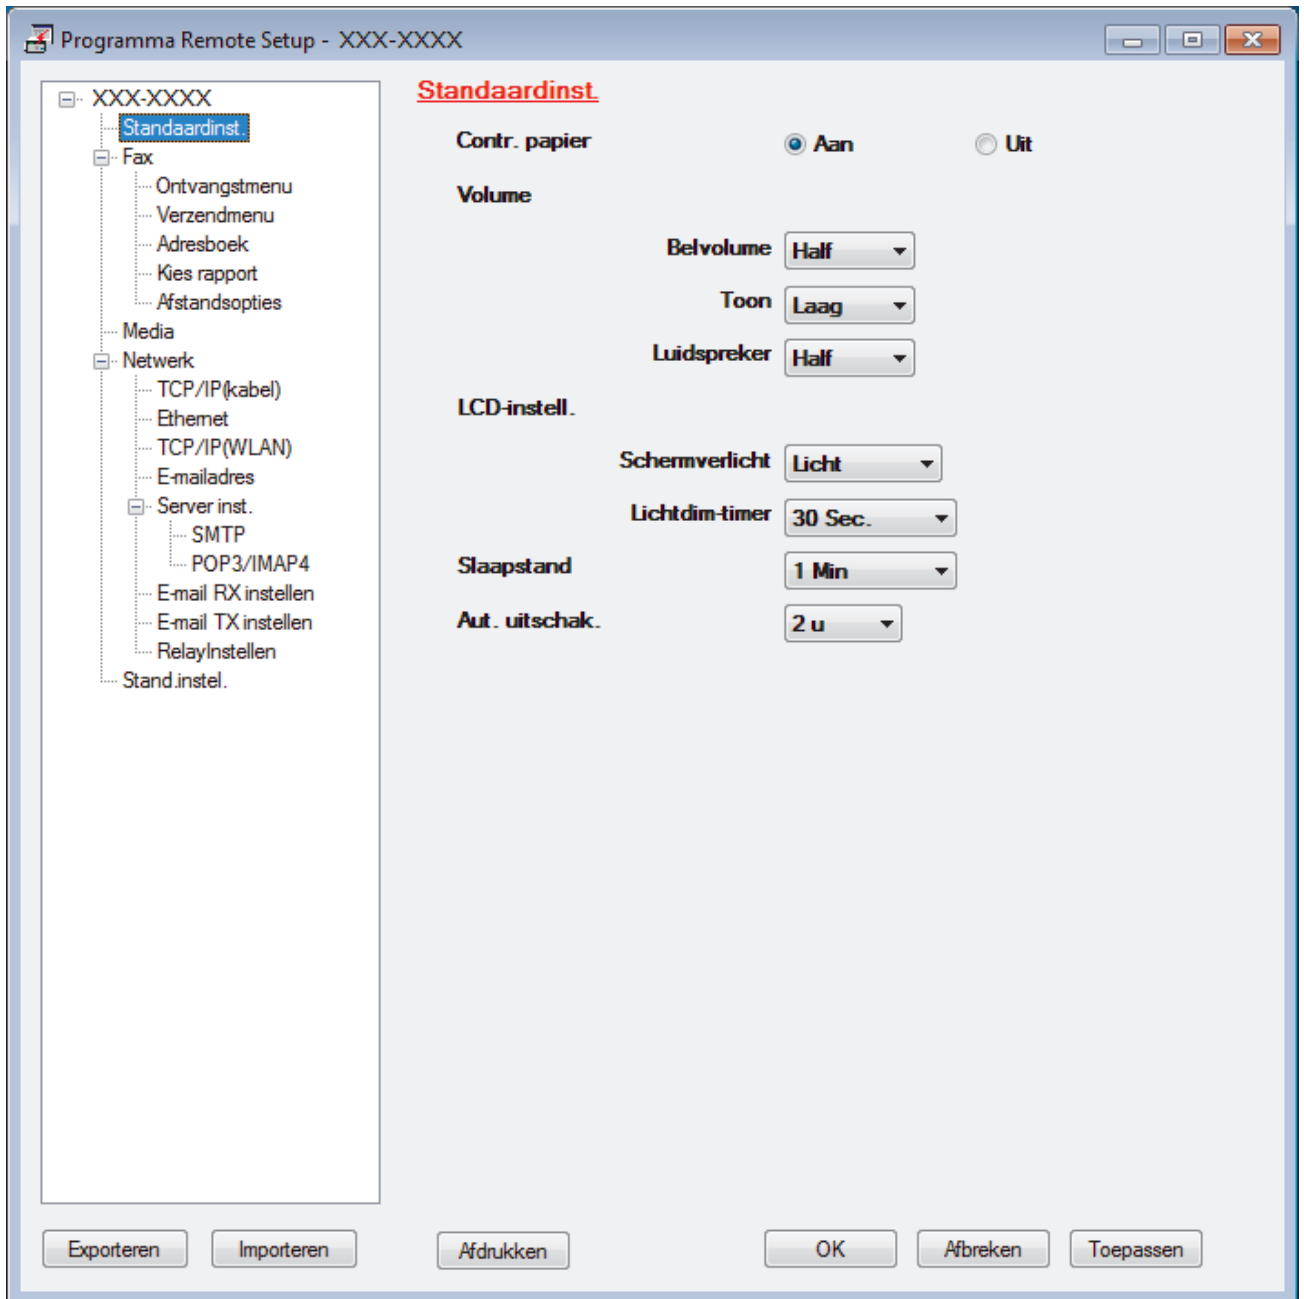 Programma Remote Setup - XXX-XXXX
XXX-XXXX
Standaardinst.
Fax
Ontvangstmenu
Verzendmenu
Adresboek
Kies rapport
Afstandsopties
Media
Netwerk
TCP/IP(kabel)
Ethernet
TCP/IP(WLAN)
E-mailadres
Server inst.
SMTP
POP3/IMAP4
E-mail RX instellen
E-mail TX instellen
RelayInstellen
Stand.instel.
Standaardinst.
Contr. papier Aan Uit
Volume
Belvolume Half
Toon Laag
Luidspreker Half
LCD-instell.
Schermverlicht Licht
Lichtdim-timer 30 Sec.
Slaapstand 1 Min
Aut. uitschak. 2 u
Exporteren Importeren Afdrukken OK Afbreken Toepassen